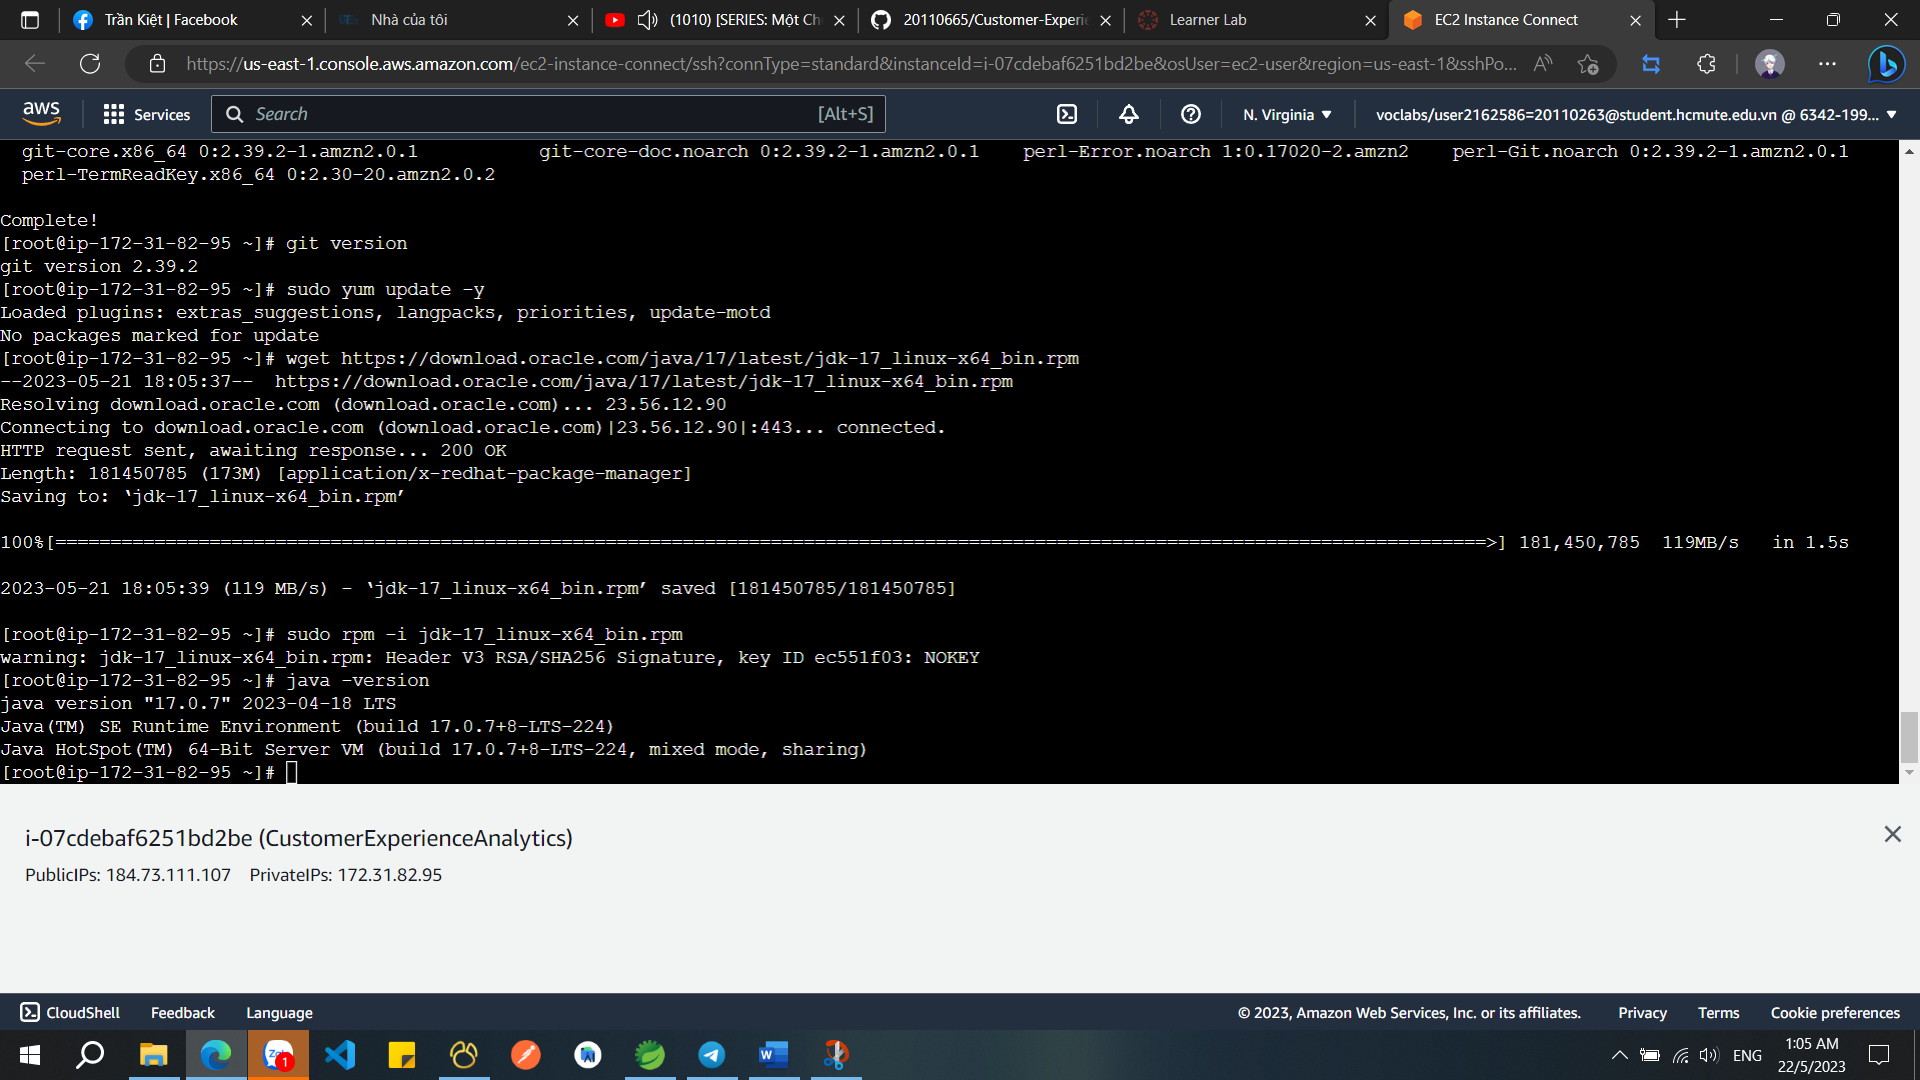 Trần Kiệt | Facebook
Nhà của tôi
(1010) [SERIES: Một Ch
20110665/Customer-Experie
Learner Lab
EC2 Instance Connect
https://us-east-1.console.aws.amazon.com/ec2-instance-connect/ssh?connType=standard&instanceId=i-07cdebaf6251bd2be&osUser=ec2-user&region=us-east-1&sshPo...
aws
Services
Search
[Alt+S]
N. Virginia
voclabs/user2162586=20110263@student.hcmute.edu.vn @ 6342-199...
git-core.x86_64 0:2.39.2-1.amzn2.0.1 git-core-doc.noarch 0:2.39.2-1.amzn2.0.1 perl-Error.noarch 1:0.17020-2.amzn2 perl-Git.noarch 0:2.39.2-1.amzn2.0.1
perl-TermReadKey.x86_64 0:2.30-20.amzn2.0.2
Complete!
[root@ip-172-31-82-95 ~]# git version
git version 2.39.2
[root@ip-172-31-82-95 ~]# sudo yum update -y
Loaded plugins: extras_suggestions, langpacks, priorities, update-motd
No packages marked for update
[root@ip-172-31-82-95 ~]# wget https://download.oracle.com/java/17/latest/jdk-17_linux-x64_bin.rpm
--2023-05-21 18:05:37-- https://download.oracle.com/java/17/latest/jdk-17_linux-x64_bin.rpm
Resolving download.oracle.com (download.oracle.com)... 23.56.12.90
Connecting to download.oracle.com (download.oracle.com)|23.56.12.90|:443... connected.
HTTP request sent, awaiting response... 200 OK
Length: 181450785 (173M) [application/x-redhat-package-manager]
Saving to: ‘jdk-17_linux-x64_bin.rpm’
100%[==================================================================================================================================>] 181,450,785 119MB/s in 1.5s
2023-05-21 18:05:39 (119 MB/s) - ‘jdk-17_linux-x64_bin.rpm’ saved [181450785/181450785]
[root@ip-172-31-82-95 ~]# sudo rpm -i jdk-17_linux-x64_bin.rpm
warning: jdk-17_linux-x64_bin.rpm: Header V3 RSA/SHA256 Signature, key ID ec551f03: NOKEY
[root@ip-172-31-82-95 ~]# java -version
java version "17.0.7" 2023-04-18 LTS
Java(TM) SE Runtime Environment (build 17.0.7+8-LTS-224)
Java HotSpot(TM) 64-Bit Server VM (build 17.0.7+8-LTS-224, mixed mode, sharing)
[root@ip-172-31-82-95 ~]#
i-07cdebaf6251bd2be (CustomerExperienceAnalytics)
PublicIPs: 184.73.111.107 PrivateIPs: 172.31.82.95
CloudShell
Feedback
Language
© 2023, Amazon Web Services, Inc. or its affiliates.
Privacy
Terms
Cookie preferences
1
ENG
1:05 AM
22/5/2023